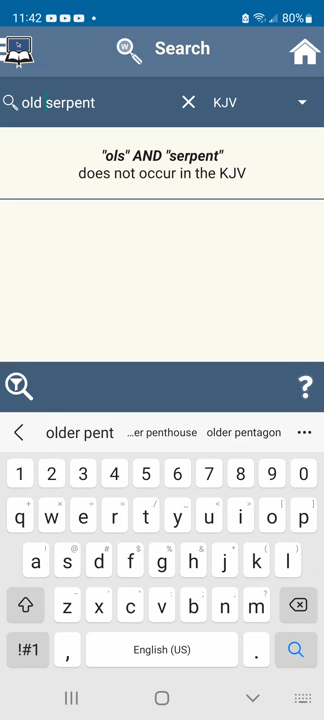 11:42 80%
Search
old serpent KJV
"ols" AND "serpent"
does not occur in the KJV
?
older pent ...er penthouse older pentagon
1 2 3 4 5 6 7 8 9 0
q w e r t y u i o p
a s d f g h j k l
z x c v b n m
!#1 , English (US) .